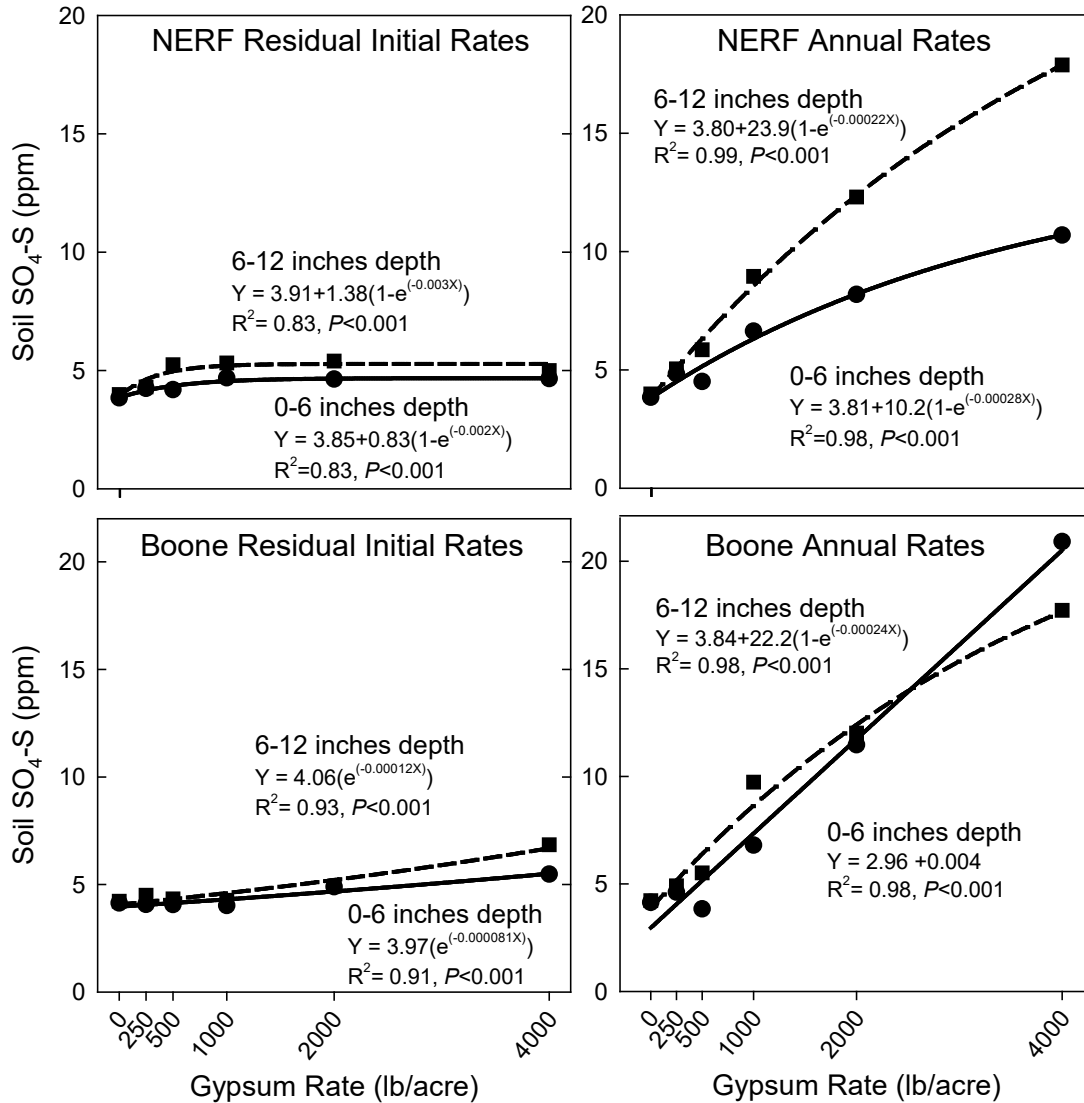 NERF Residual Initial Rates
20
15
10
5
0
Soil SO₄-S (ppm)
6-12 inches depth
Y = 3.91+1.38(1-e^(-0.003X))
R²= 0.83, P<0.001
0-6 inches depth
Y = 3.85+0.83(1-e^(-0.002X))
R²=0.83, P<0.001
NERF Annual Rates
20
15
10
5
0
6-12 inches depth
Y = 3.80+23.9(1-e^(-0.00022X))
R²= 0.99, P<0.001
0-6 inches depth
Y = 3.81+10.2(1-e^(-0.00028X))
R²=0.98, P<0.001
Boone Residual Initial Rates
20
15
10
5
0
Soil SO₄-S (ppm)
6-12 inches depth
Y = 4.06(e^(-0.00012X))
R²= 0.93, P<0.001
0-6 inches depth
Y = 3.97(e^(-0.000081X))
R²= 0.91, P<0.001
0 250 500 1000 2000 4000
Gypsum Rate (lb/acre)
Boone Annual Rates
20
15
10
5
0
6-12 inches depth
Y = 3.84+22.2(1-e^(-0.00024X))
R²= 0.98, P<0.001
0-6 inches depth
Y = 2.96 +0.004
R²= 0.98, P<0.001
0 250 500 1000 2000 4000
Gypsum Rate (lb/acre)